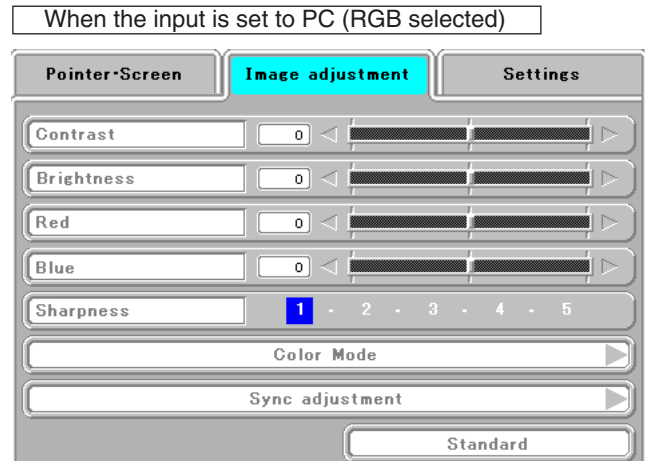 When the input is set to PC (RGB selected)
Pointer·Screen Image adjustment Settings
Contrast 0
Brightness 0
Red 0
Blue 0
Sharpness 1 - 2 - 3 - 4 - 5
Color Mode
Sync adjustment
Standard